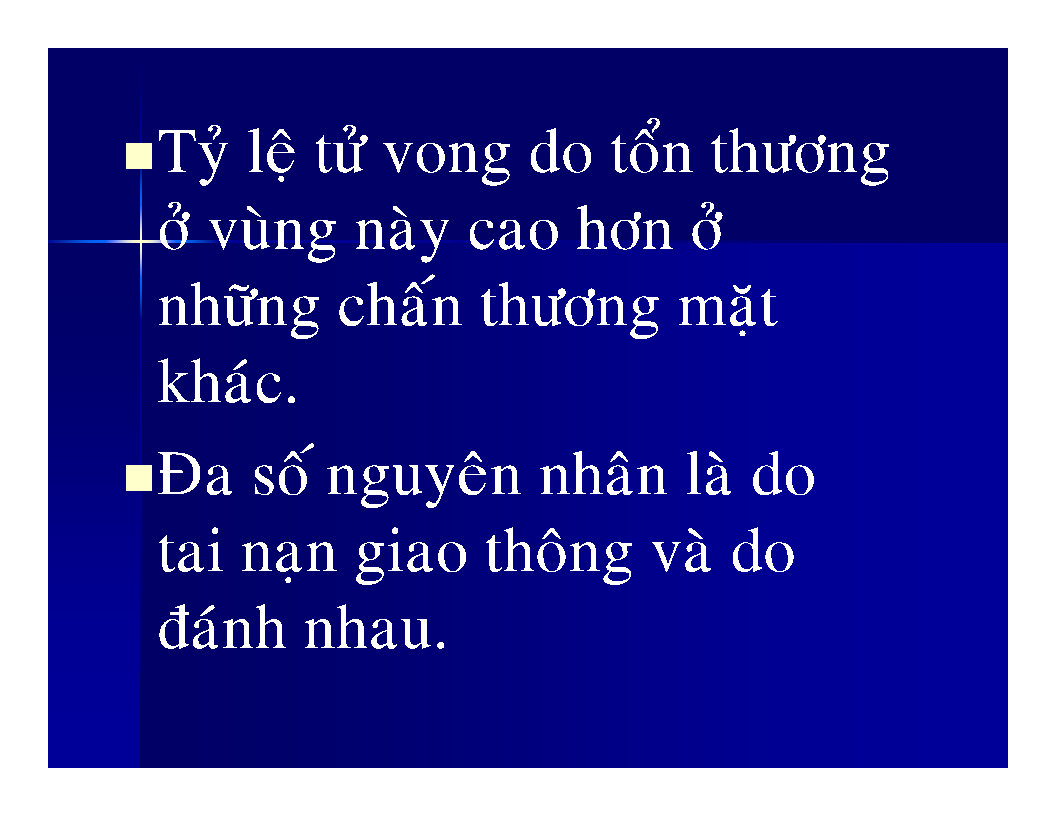 Tỷ lệ tử vong do tổn thương
ở vùng này cao hơn ở
những chấn thương mặt
khác.
Đa số nguyên nhân là do
tai nạn giao thông và do
đánh nhau.